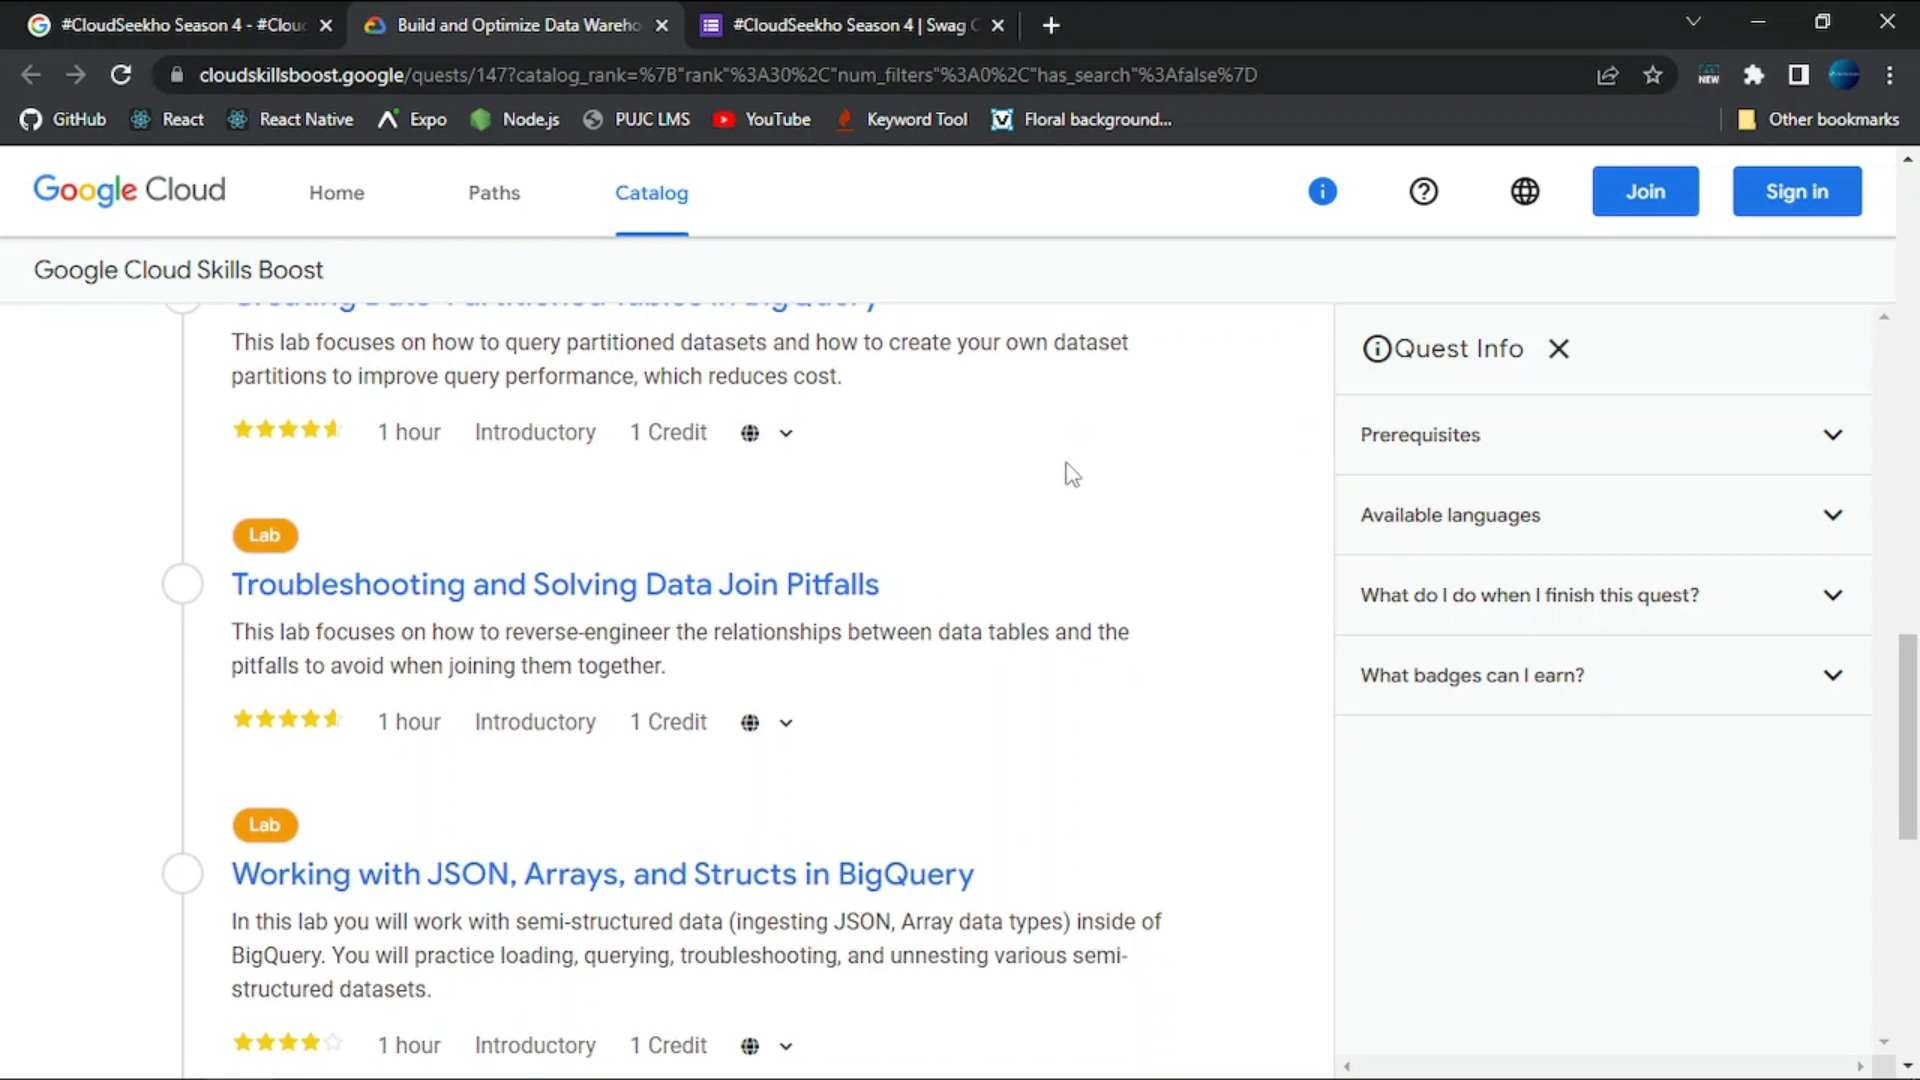 #CloudSeekho Season 4 - #Clou
Build and Optimize Data Wareho
#CloudSeekho Season 4 | Swag C
cloudskillsboost.google/quests/147?catalog_rank=%7B"rank"%3A30%2C"num_filters"%3A0%2C"has_search"%3Afalse%7D
NEW
GitHub React React Native Expo Node.js PUJC LMS YouTube Keyword Tool Floral background... Other bookmarks
Google Cloud Home Paths Catalog Join Sign in
Google Cloud Skills Boost
Creating Date-Partitioned Tables in BigQuery
This lab focuses on how to query partitioned datasets and how to create your own dataset
partitions to improve query performance, which reduces cost.
1 hour Introductory 1 Credit
Lab
Troubleshooting and Solving Data Join Pitfalls
This lab focuses on how to reverse-engineer the relationships between data tables and the
pitfalls to avoid when joining them together.
1 hour Introductory 1 Credit
Lab
Working with JSON, Arrays, and Structs in BigQuery
In this lab you will work with semi-structured data (ingesting JSON, Array data types) inside of
BigQuery. You will practice loading, querying, troubleshooting, and unnesting various semi-
structured datasets.
1 hour Introductory 1 Credit
Quest Info
Prerequisites
Available languages
What do I do when I finish this quest?
What badges can I earn?